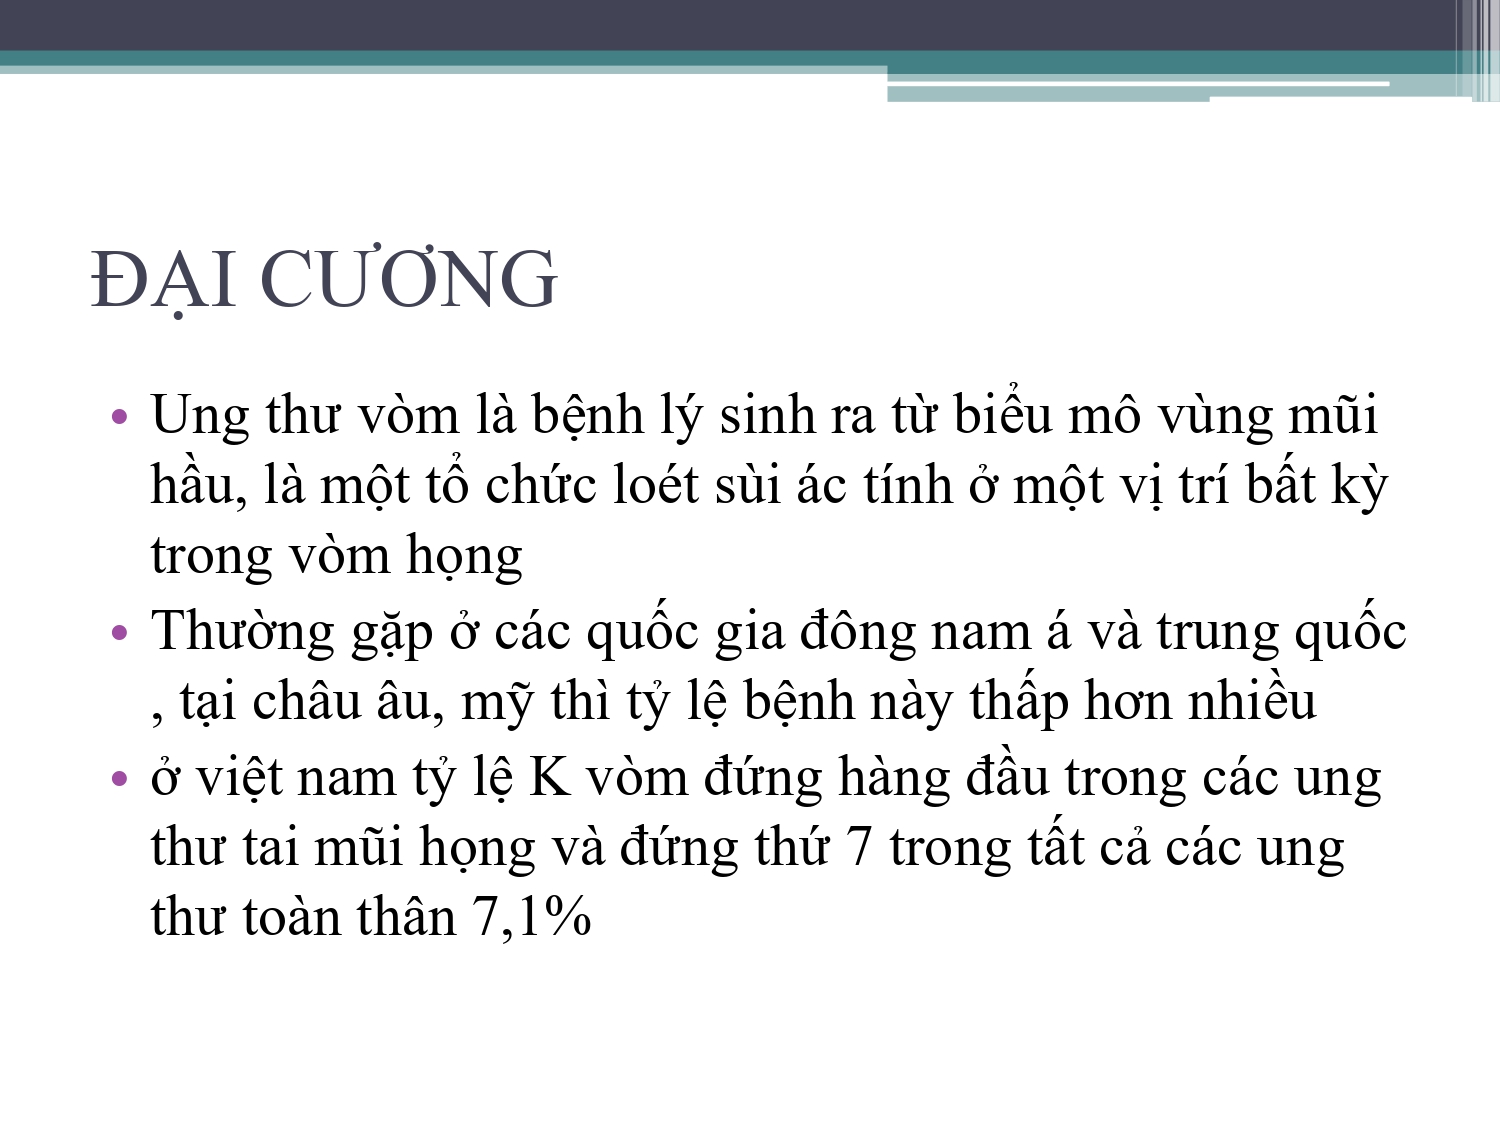 ĐẠI CƯƠNG
• Ung thư vòm là bệnh lý sinh ra từ biểu mô vùng mũi
hầu, là một tổ chức loét sùi ác tính ở một vị trí bất kỳ
trong vòm họng
• Thường gặp ở các quốc gia đông nam á và trung quốc
, tại châu âu, mỹ thì tỷ lệ bệnh này thấp hơn nhiều
• ở việt nam tỷ lệ K vòm đứng hàng đầu trong các ung
thư tai mũi họng và đứng thứ 7 trong tất cả các ung
thư toàn thân 7,1%